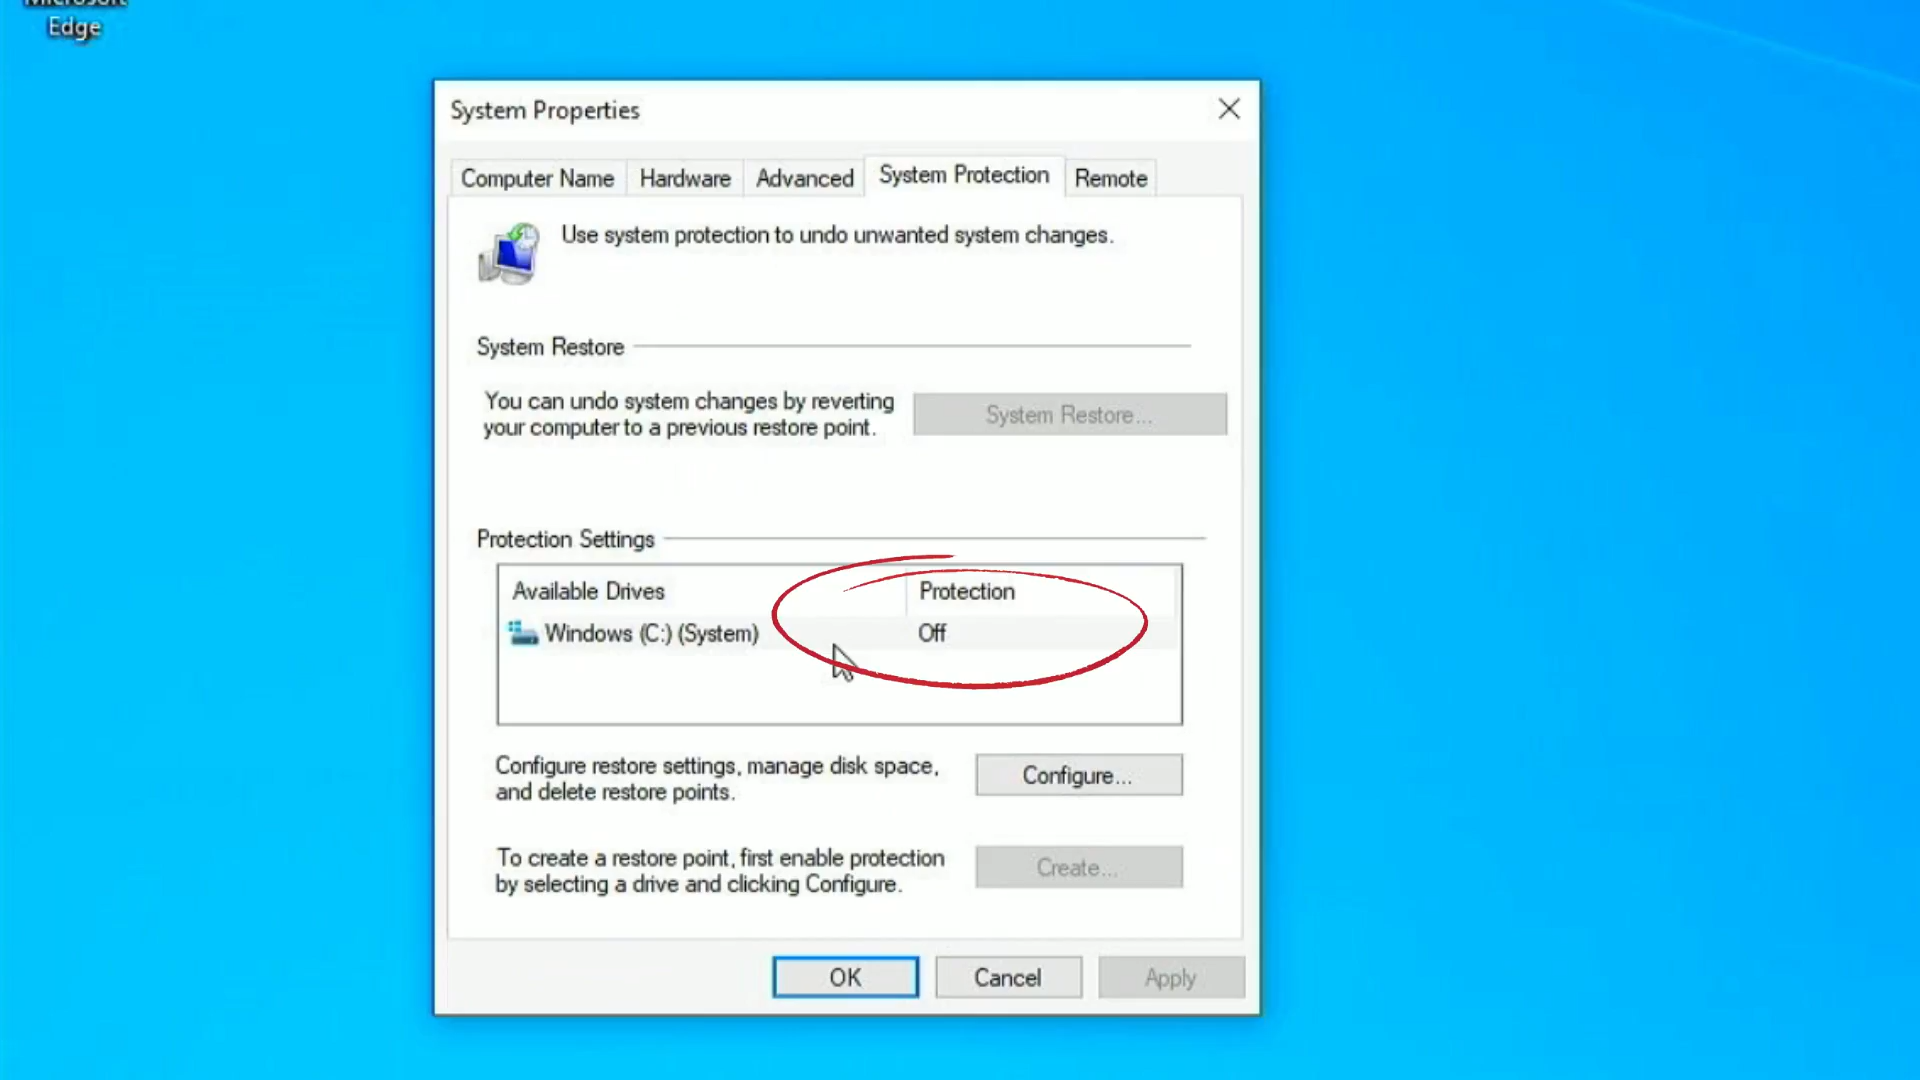 Microsoft
Edge
System Properties
Computer Name
Hardware
Advanced
System Protection
Remote
Use system protection to undo unwanted system changes.
System Restore
You can undo system changes by reverting
your computer to a previous restore point.
System Restore...
Protection Settings
Available Drives
Protection
Windows (C:) (System)
Off
Configure restore settings, manage disk space,
and delete restore points.
Configure...
To create a restore point, first enable protection
by selecting a drive and clicking Configure.
Create...
OK
Cancel
Apply